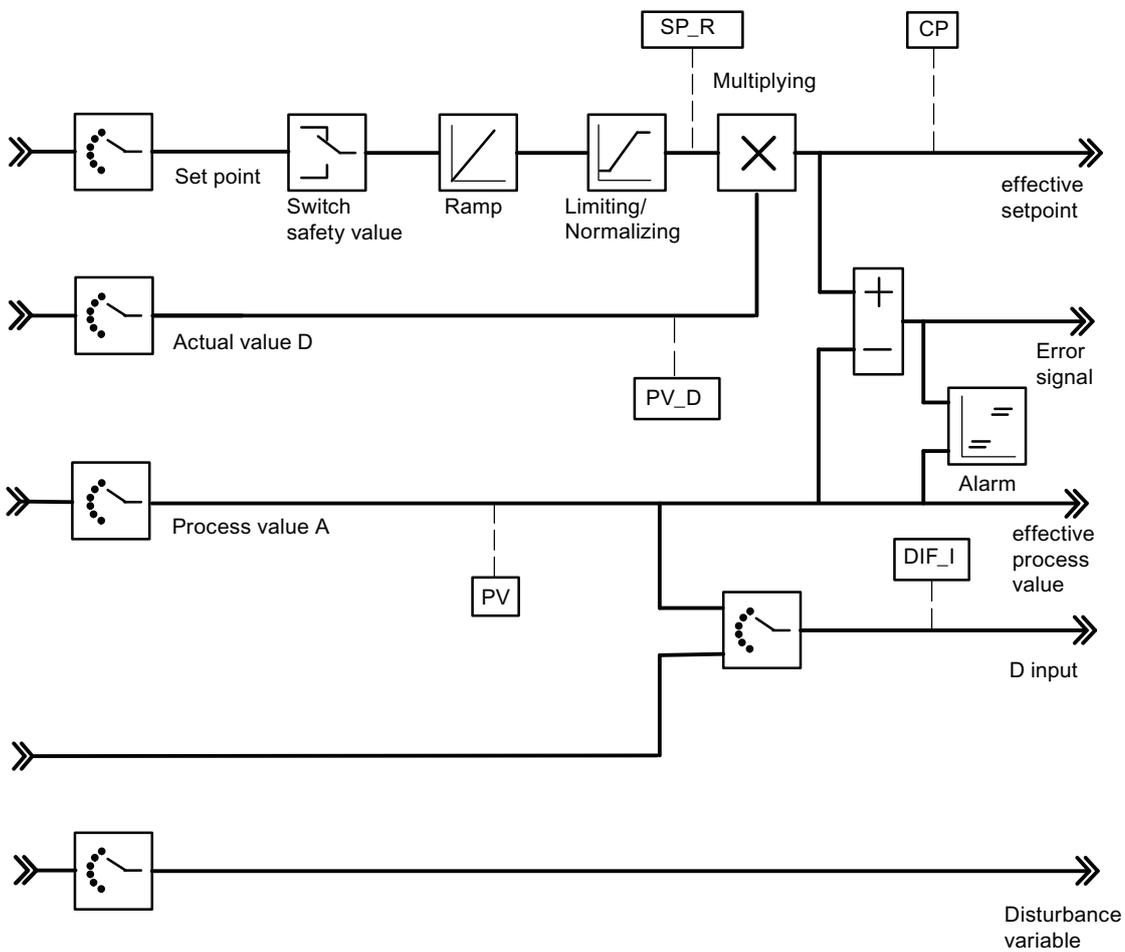 SP_R
CP
Multiplying
Set point
effective
setpoint
Switch
safety value
Ramp
Limiting/
Normalizing
Actual value D
Error
signal
PV_D
Alarm
Process value A
effective
process
value
DIF_I
PV
D input
Disturbance
variable